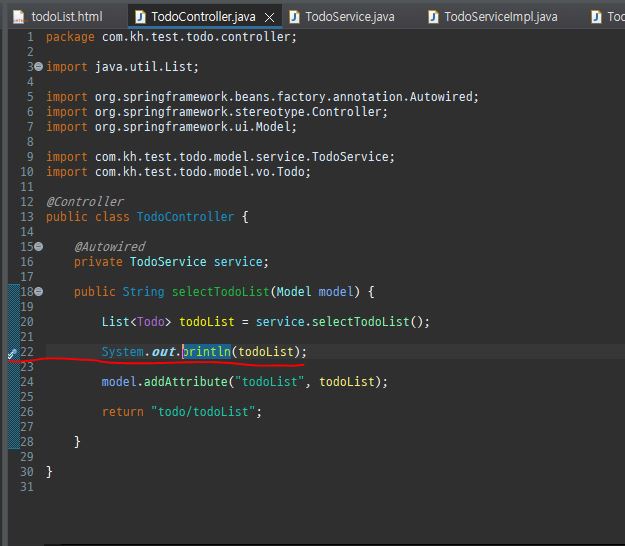 todoList.html TodoController.java TodoService.java TodoServiceImpl.java
1 package com.kh.test.todo.controller;
2
3 import java.util.List;
4
5 import org.springframework.beans.factory.annotation.Autowired;
6 import org.springframework.stereotype.Controller;
7 import org.springframework.ui.Model;
8
9 import com.kh.test.todo.model.service.TodoService;
10 import com.kh.test.todo.model.vo.Todo;
11
12 @Controller
13 public class TodoController {
14
15 @Autowired
16 private TodoService service;
17
18 public String selectTodoList(Model model) {
19
20 List<Todo> todoList = service.selectTodoList();
21
22 System.out.println(todoList);
23
24 model.addAttribute("todoList", todoList);
25
26 return "todo/todoList";
27
28 }
29
30 }
31